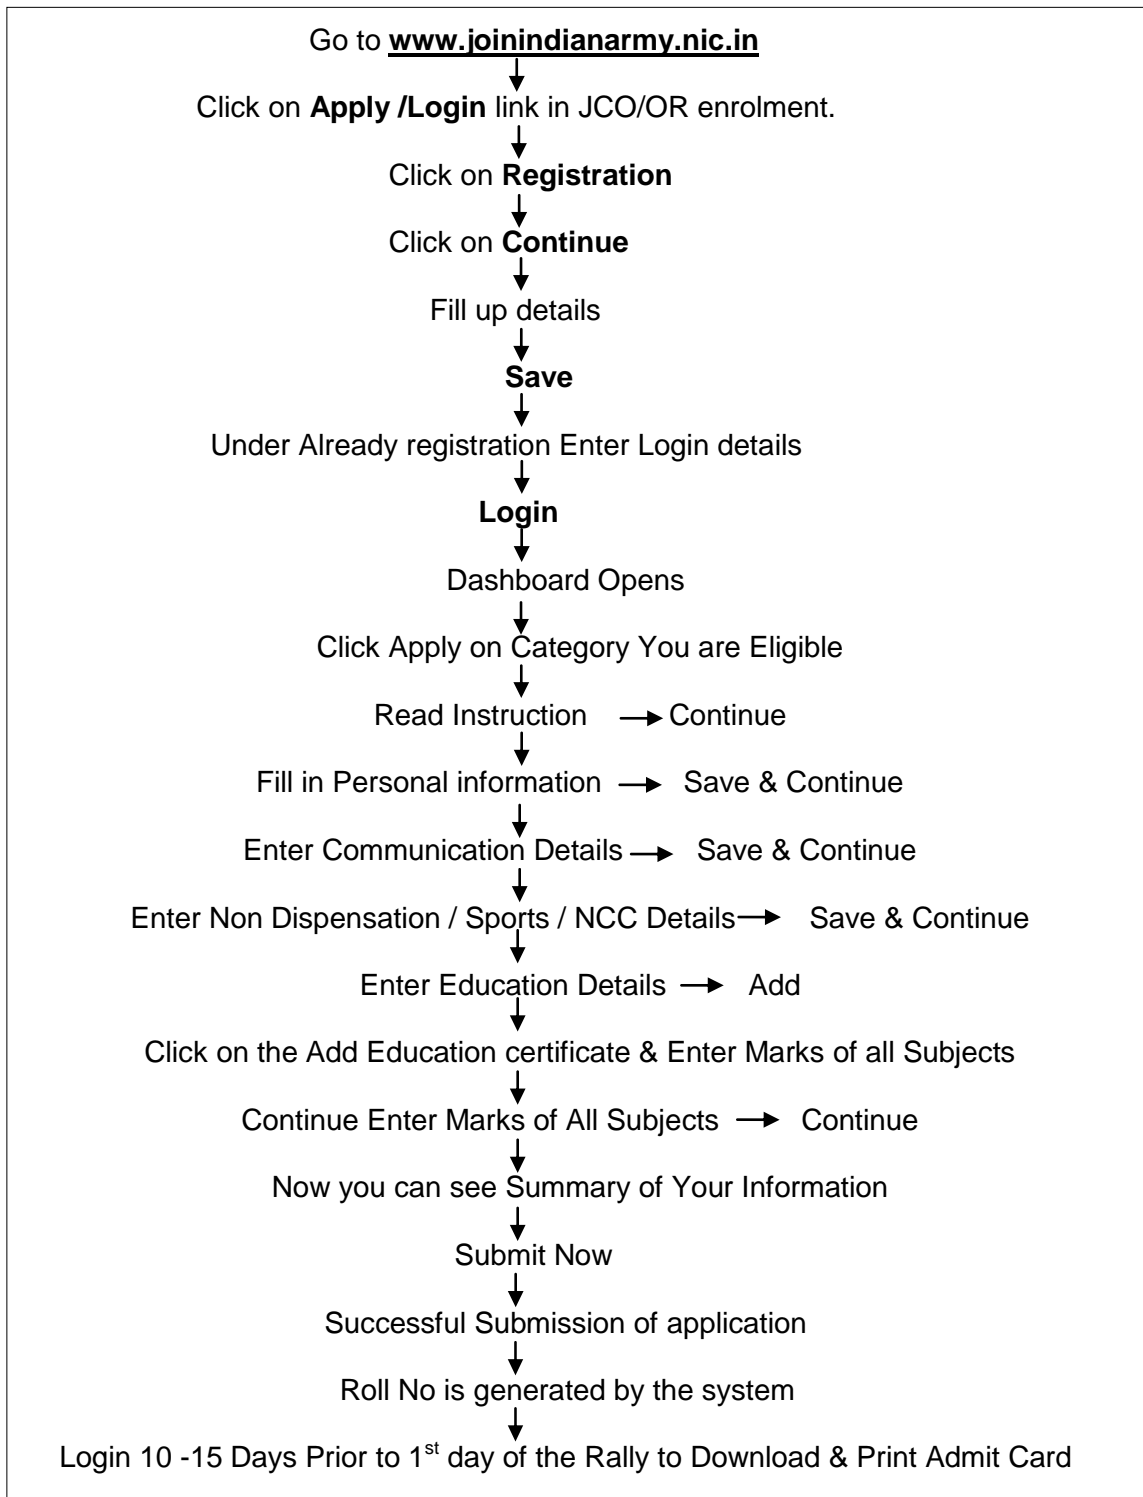 Go to www.joinindianarmy.nic.in
Click on Apply /Login link in JCO/OR enrolment.
Click on Registration
Click on Continue
Fill up details
Save
Under Already registration Enter Login details
Login
Dashboard Opens
Click Apply on Category You are Eligible
Read Instruction → Continue
Fill in Personal information → Save & Continue
Enter Communication Details → Save & Continue
Enter Non Dispensation / Sports / NCC Details → Save & Continue
Enter Education Details → Add
Click on the Add Education certificate & Enter Marks of all Subjects
Continue Enter Marks of All Subjects → Continue
Now you can see Summary of Your Information
Submit Now
Successful Submission of application
Roll No is generated by the system
Login 10 -15 Days Prior to 1st day of the Rally to Download & Print Admit Card